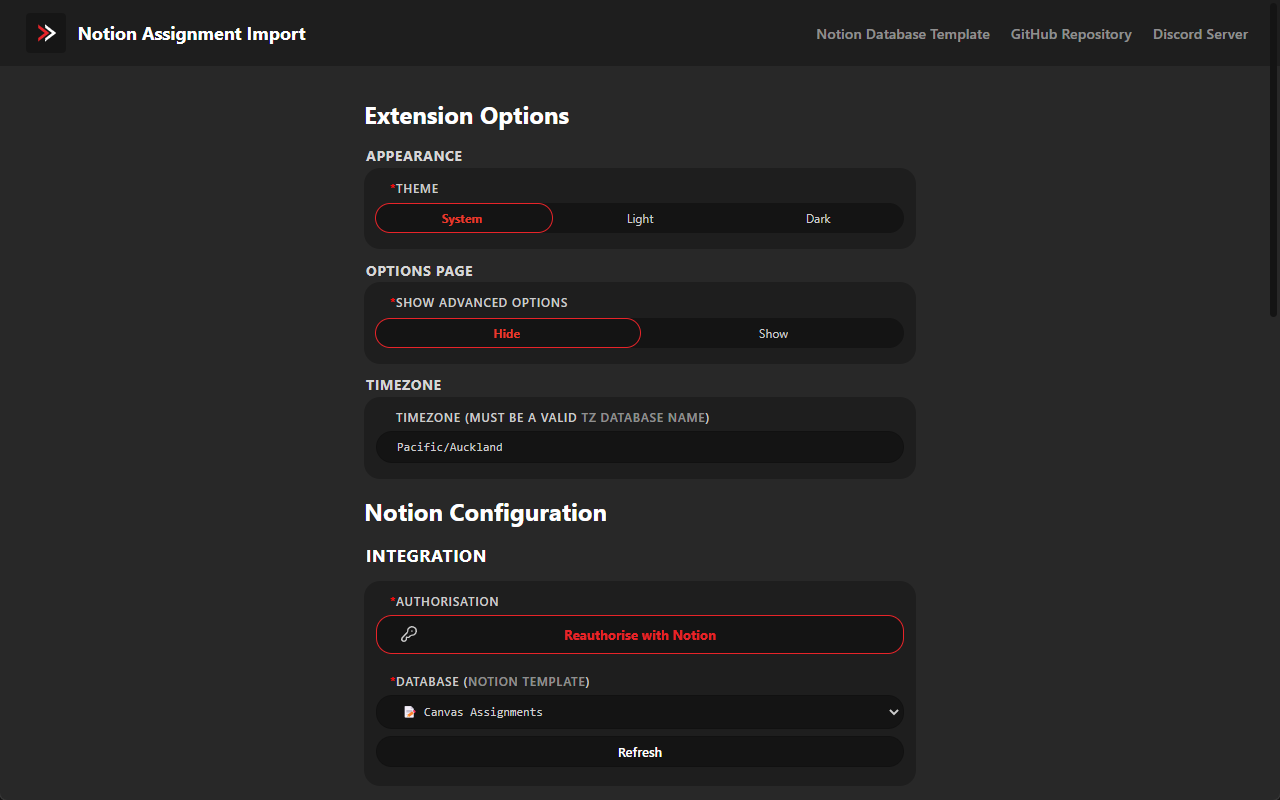 Notion Assignment Import
Notion Database Template GitHub Repository Discord Server
Extension Options
APPEARANCE
*THEME
System Light Dark
OPTIONS PAGE
*SHOW ADVANCED OPTIONS
Hide Show
TIMEZONE
TIMEZONE (MUST BE A VALID TZ DATABASE NAME)
Pacific/Auckland
Notion Configuration
INTEGRATION
*AUTHORISATION
Reauthorise with Notion
*DATABASE (NOTION TEMPLATE)
Canvas Assignments
Refresh